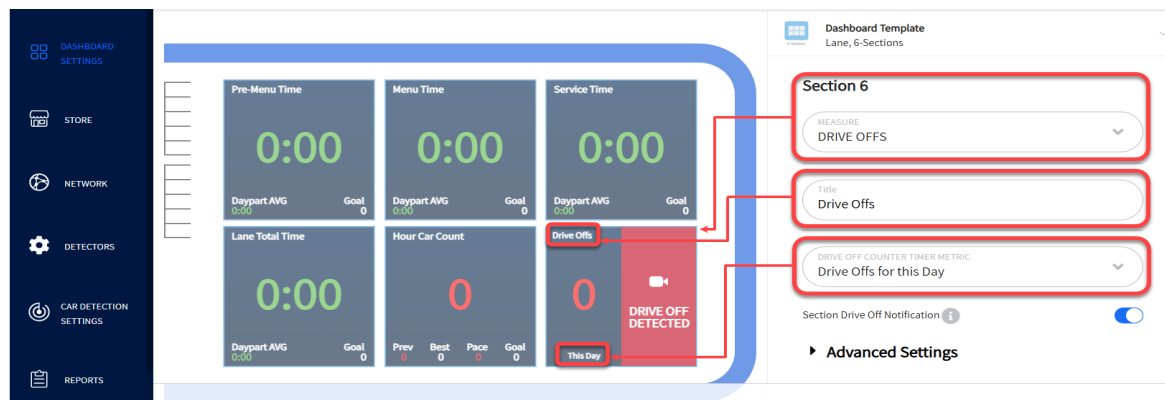 DASHBOARD
SETTINGS
STORE
NETWORK
DETECTORS
CAR DETECTION
SETTINGS
REPORTS
Pre-Menu Time
0:00
Daypart AVG Goal
0:00 0
Menu Time
0:00
Daypart AVG Goal
0:00 0
Service Time
0:00
Daypart AVG Goal
0:00 0
Lane Total Time
0:00
Daypart AVG Goal
0:00 0
Hour Car Count
0
Prev Best Pace Goal
0 0 0 0
Drive Offs
0
This Day
DRIVE OFF
DETECTED
Dashboard Template
Lane, 6-Sections
Section 6
MEASURE
DRIVE OFFS
Title
Drive Offs
DRIVE OFF COUNTER TIMER METRIC
Drive Offs for this Day
Section Drive Off Notification i
Advanced Settings